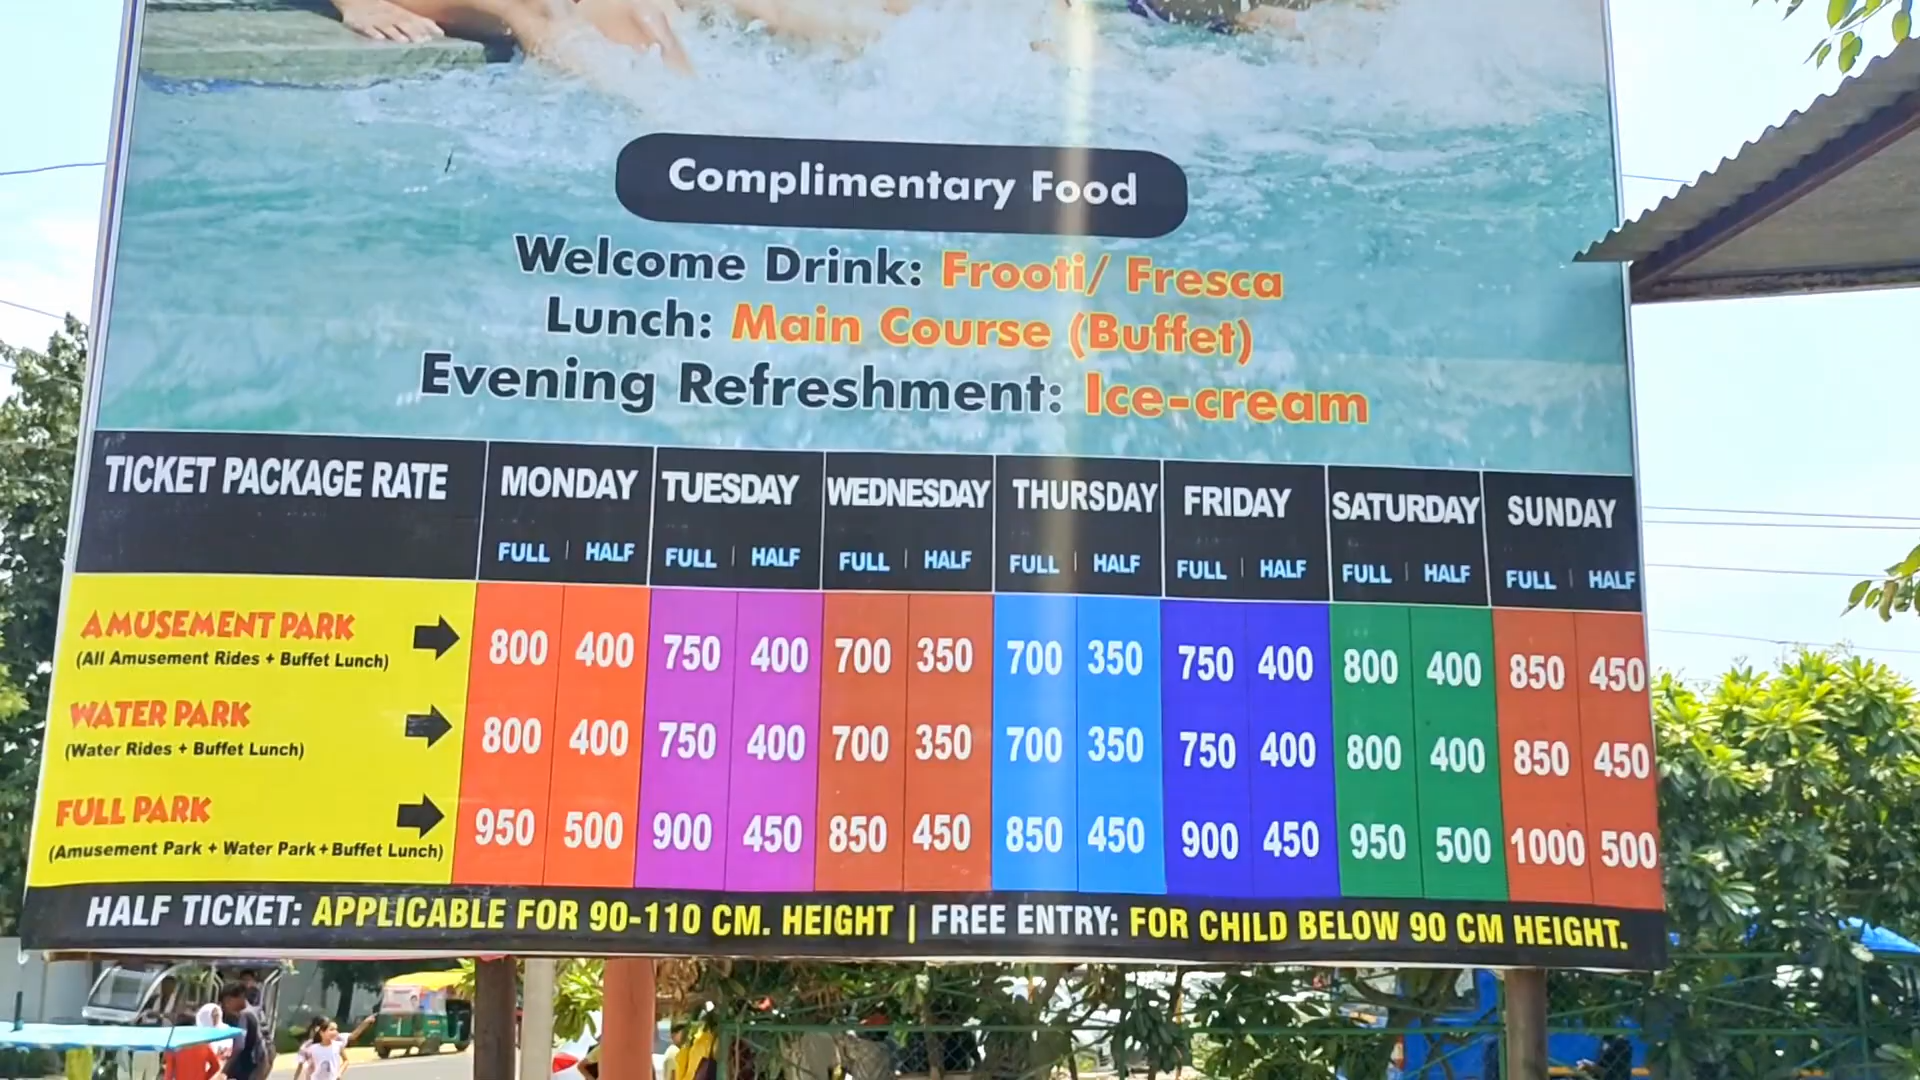 Complimentary Food
Welcome Drink: Frooti/ Fresca
Lunch: Main Course (Buffet)
Evening Refreshment: Ice-cream
TICKET PACKAGE RATE MONDAY TUESDAY WEDNESDAY THURSDAY FRIDAY SATURDAY SUNDAY
FULL | HALF FULL | HALF FULL | HALF FULL | HALF FULL | HALF FULL | HALF FULL | HALF
AMUSEMENT PARK 800 400 750 400 700 350 700 350 750 400 800 400 850 450
(All Amusement Rides + Buffet Lunch)
WATER PARK 800 400 750 400 700 350 700 350 750 400 800 400 850 450
(Water Rides + Buffet Lunch)
FULL PARK 950 500 900 450 850 450 850 450 900 450 950 500 1000 500
(Amusement Park + Water Park + Buffet Lunch)
HALF TICKET: APPLICABLE FOR 90-110 CM. HEIGHT | FREE ENTRY: FOR CHILD BELOW 90 CM HEIGHT.